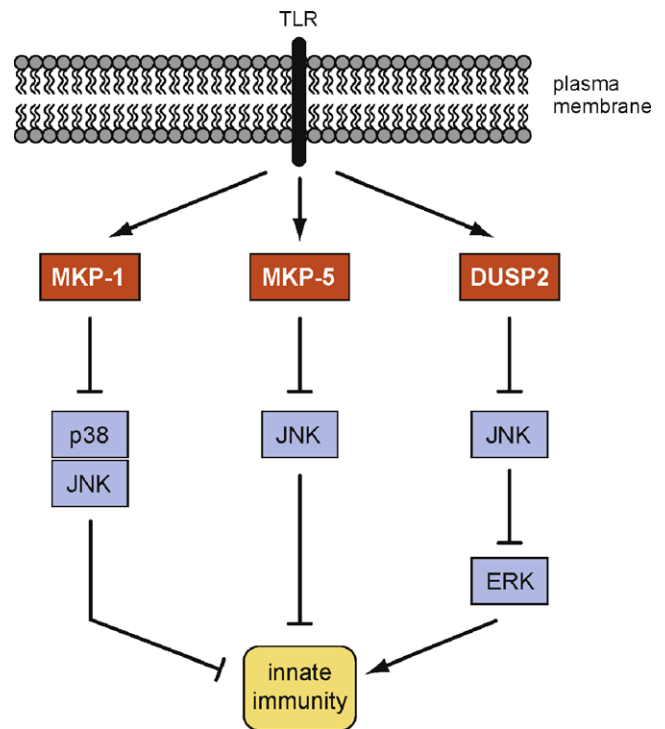 TLR
plasma
membrane
MKP-1
MKP-5
DUSP2
p38
JNK
JNK
JNK
ERK
innate
immunity